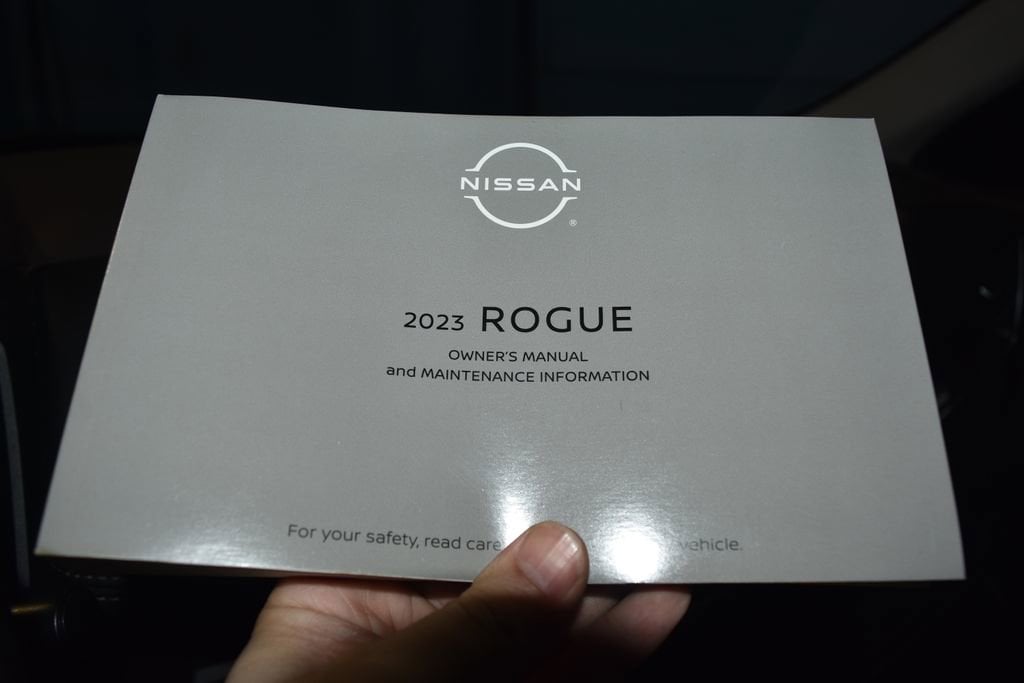 NISSAN
®
2023 ROGUE
OWNER'S MANUAL
and MAINTENANCE INFORMATION
For your safety, read vehicle.